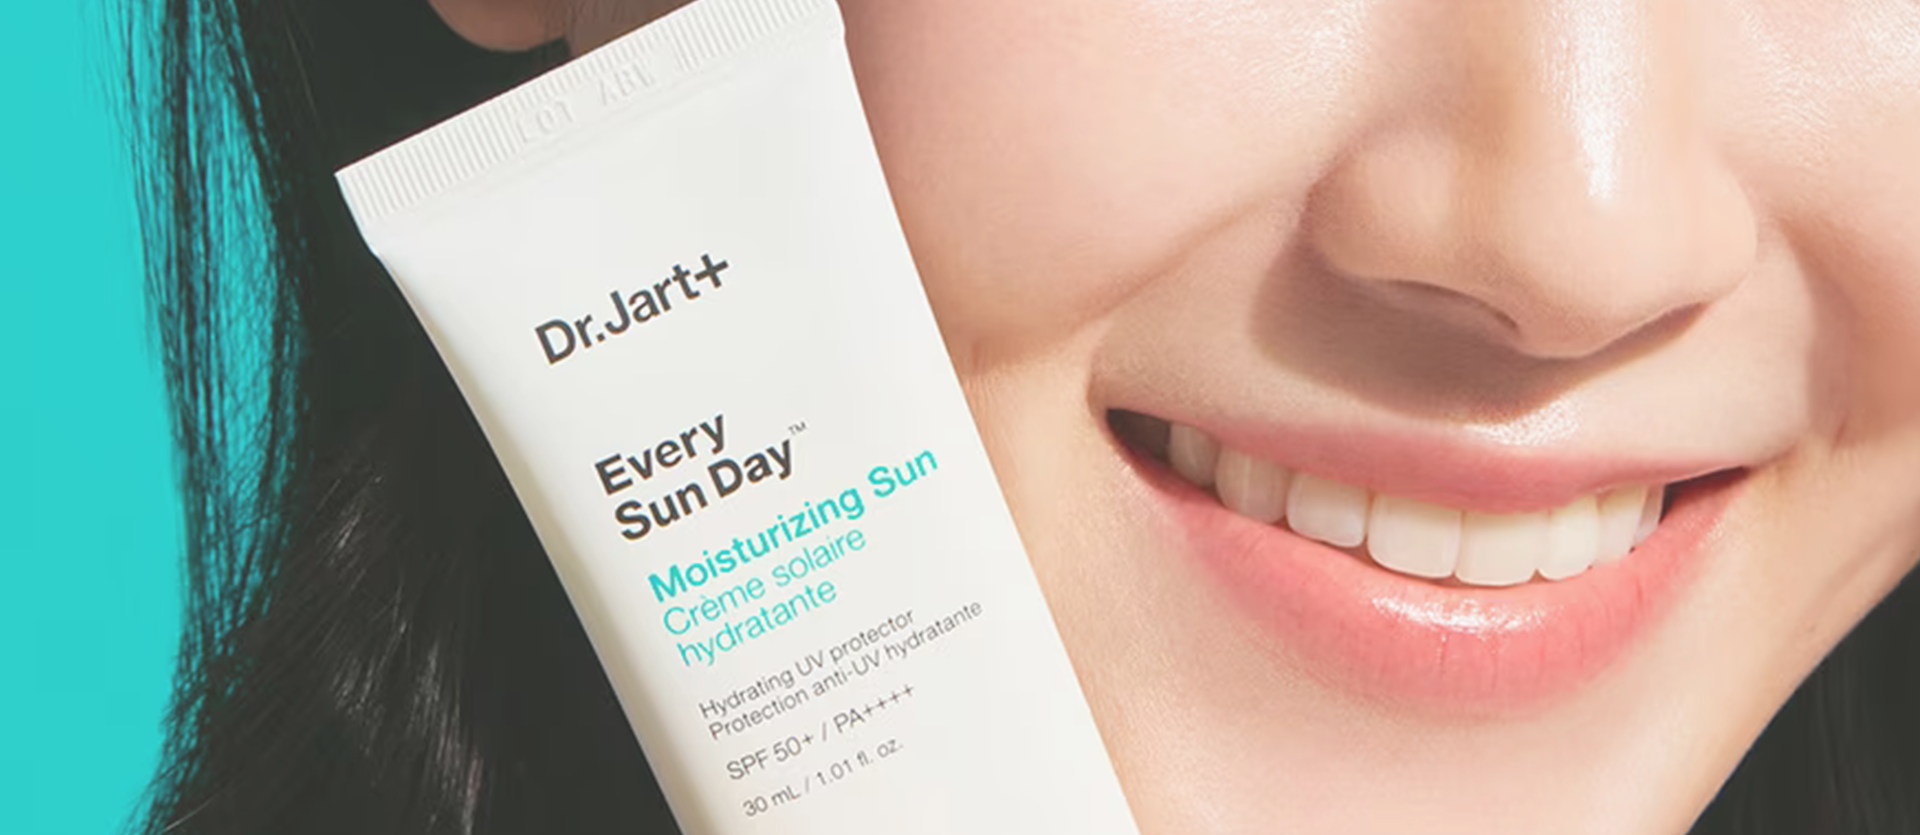 Dr.Jart+
Every
Sun Day™
Moisturizing Sun
Crème solaire
hydratante
Hydrating UV protector
Protection anti-UV hydratante
SPF 50+ / PA++++
30 mL / 1.01 fl. oz.